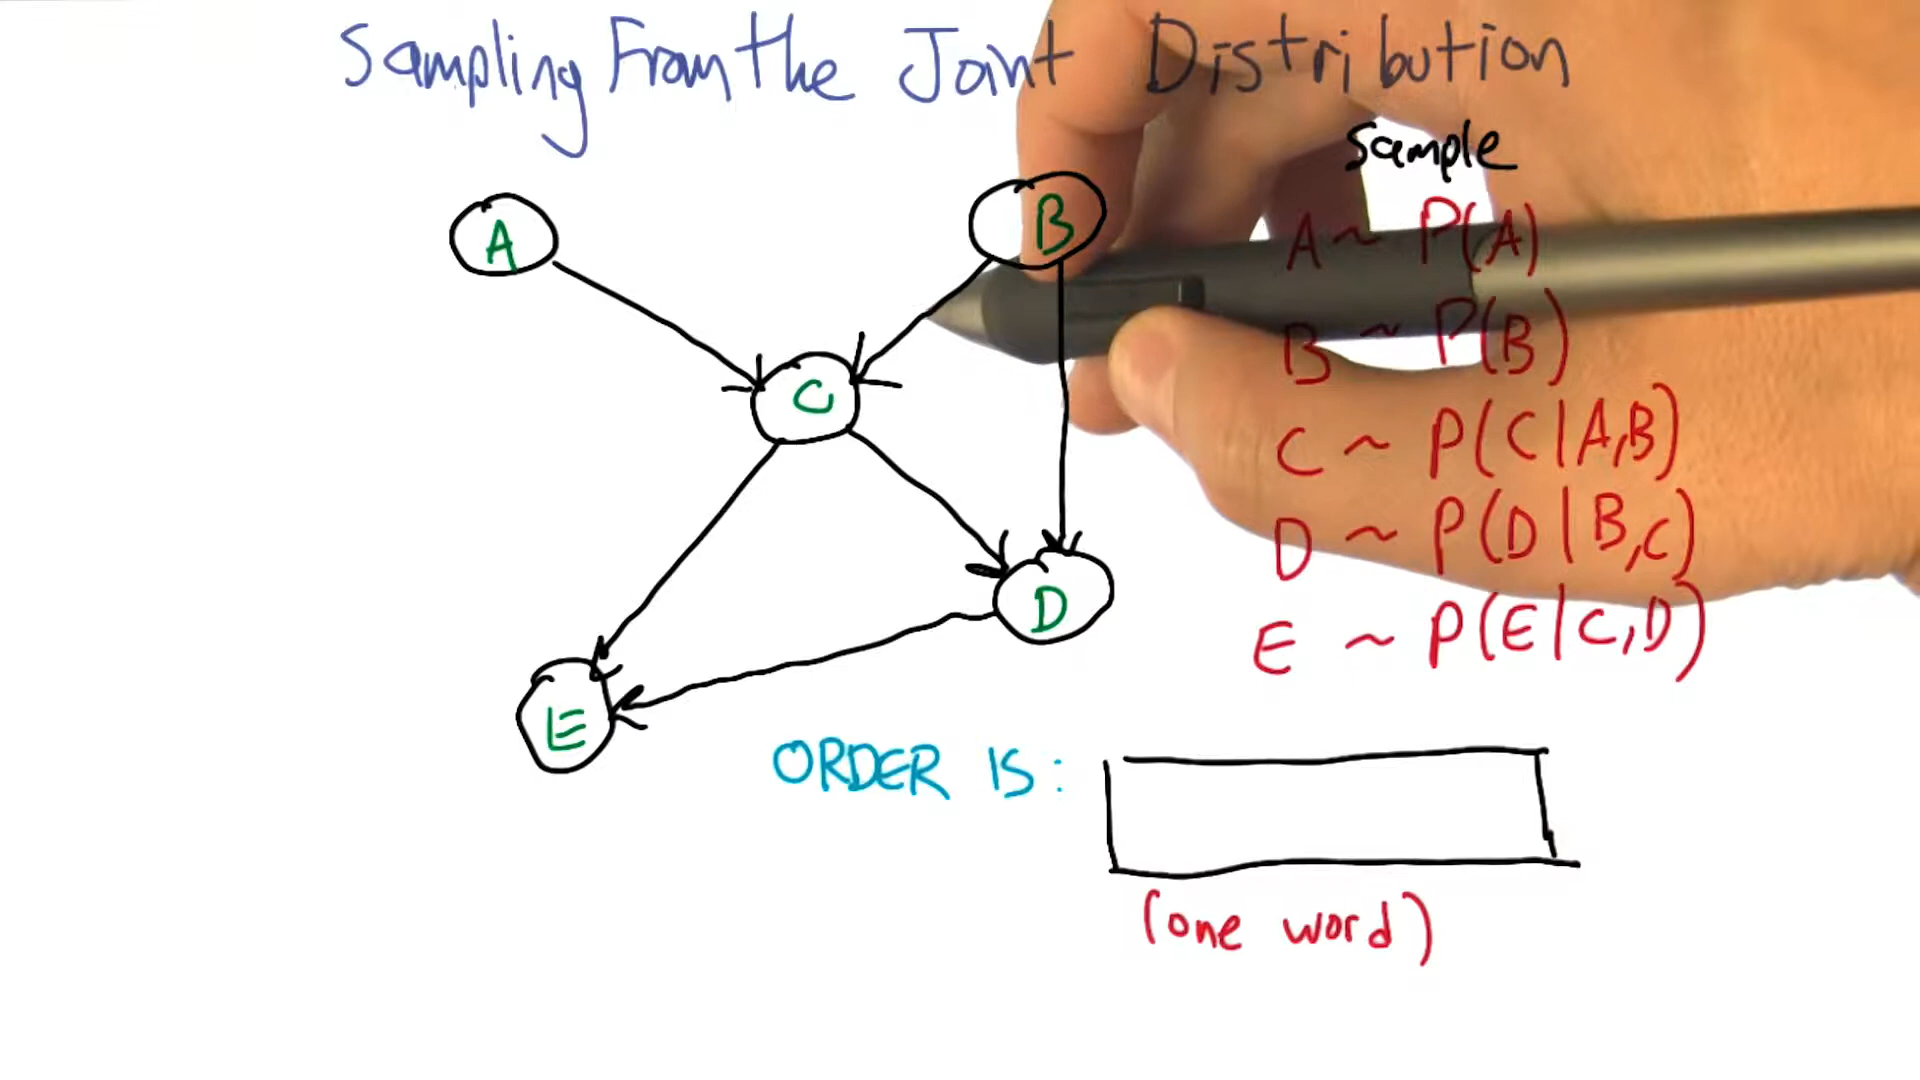 Sampling From the Joint Distribution
Sample
A ~ P(A)
B ~ P(B)
C ~ P(C|A,B)
D ~ P(D|B,C)
E ~ P(E|C,D)
A
B
C
D
E
ORDER IS:
(one word)